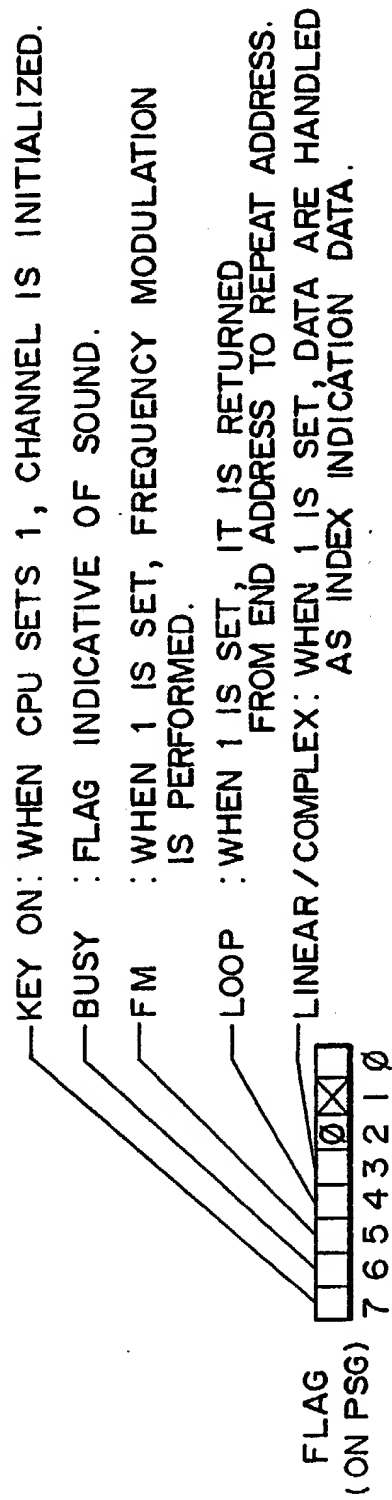 KEY ON: WHEN CPU SETS 1, CHANNEL IS INITIALIZED.
BUSY : FLAG INDICATIVE OF SOUND.
FM : WHEN 1 IS SET, FREQUENCY MODULATION
IS PERFORMED.
LOOP : WHEN 1 IS SET, IT IS RETURNED
FROM END ADDRESS TO REPEAT ADDRESS.
LINEAR/COMPLEX: WHEN 1 IS SET, DATA ARE HANDLED
AS INDEX INDICATION DATA.
FLAG
(ON PSG)
Ø X
7 6 5 4 3 2 1 Ø